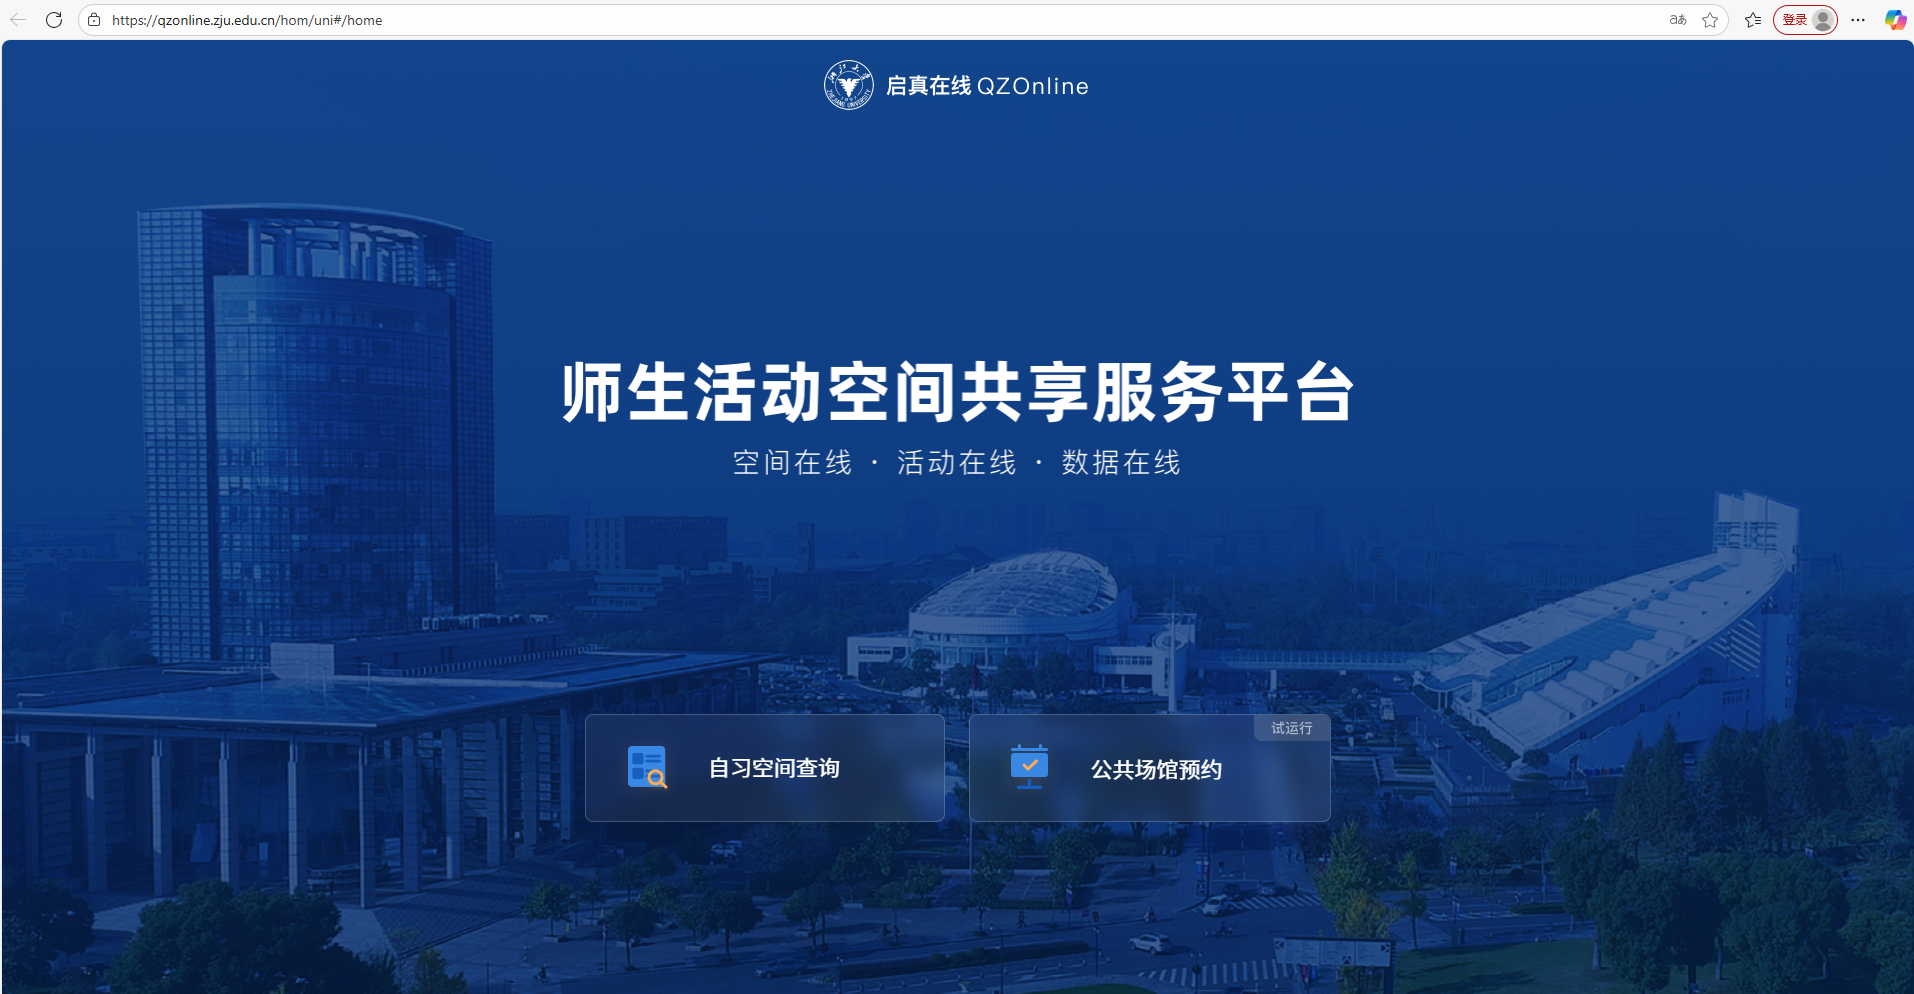 https://qzonline.zju.edu.cn/hom/uni#/home
登录
启真在线 QZOnline
ZHEJIANG UNIVERSITY
师生活动空间共享服务平台
空间在线 · 活动在线 · 数据在线
自习空间查询
试运行
公共场馆预约